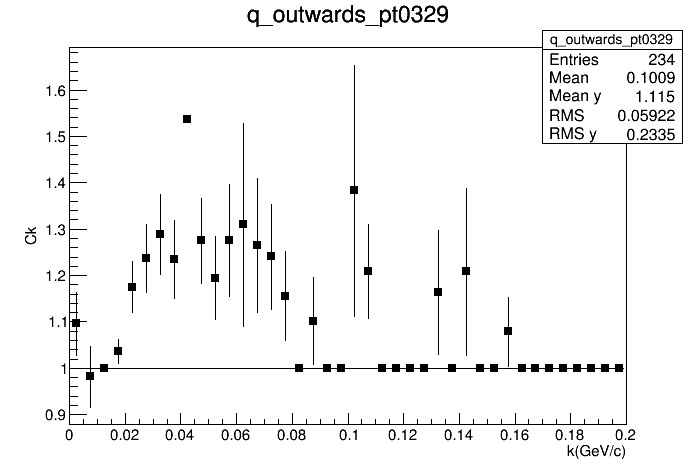 q_outwards_pt0329
q_outwards_pt0329
Entries 234
Mean 0.1009
Mean y 1.115
RMS 0.05922
RMS y 0.2335
Ck
1.6
1.5
1.4
1.3
1.2
1.1
1
0.9
0 0.02 0.04 0.06 0.08 0.1 0.12 0.14 0.16 0.18 0.2
k(GeV/c)